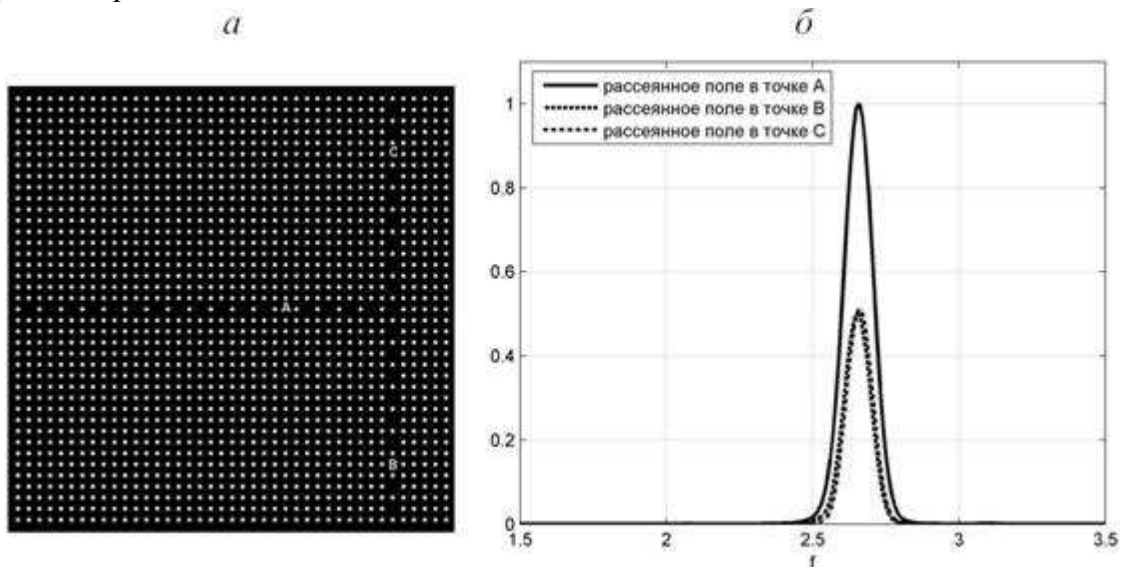 а
б
C
A
B
рассеянное поле в точке A
рассеянное поле в точке B
рассеянное поле в точке C
1
0.8
0.6
0.4
0.2
0
1.5 2 2.5 3 3.5
f